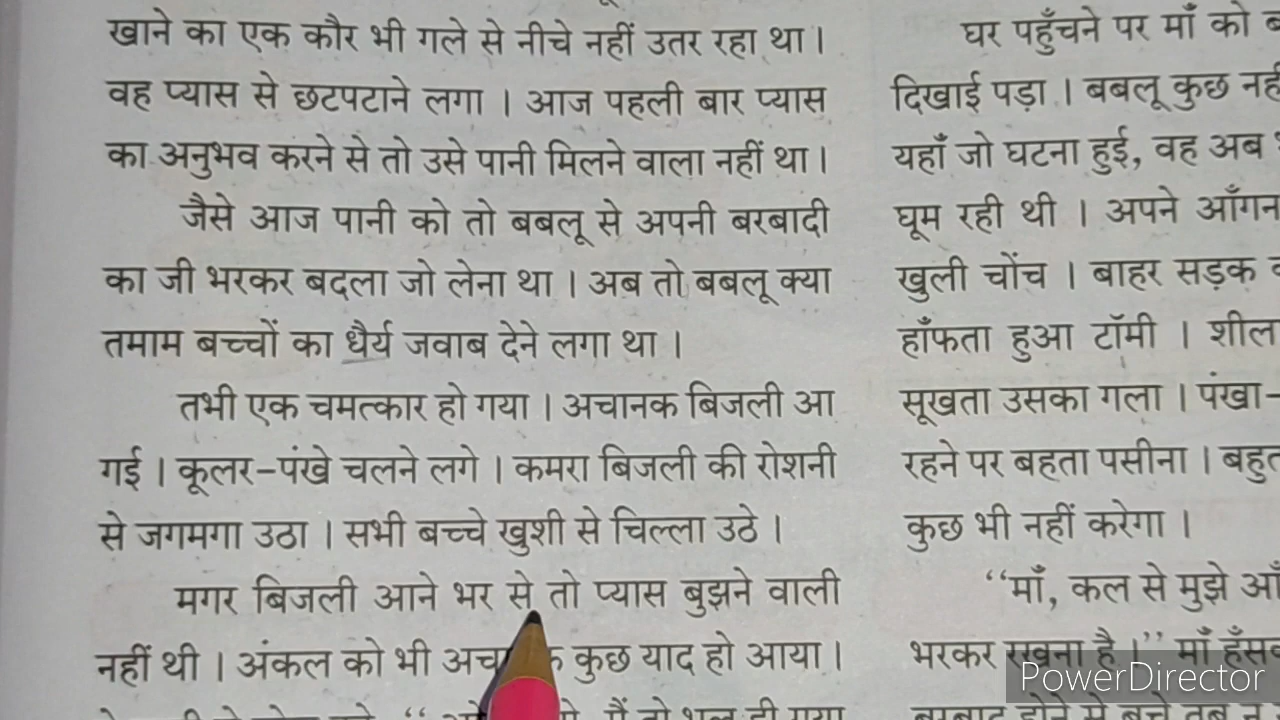 खाने का एक कौर भी गले से नीचे नहीं उतर रहा था।
वह प्यास से छटपटाने लगा । आज पहली बार प्यास
का अनुभव करने से तो उसे पानी मिलने वाला नहीं था।
जैसे आज पानी को तो बबलू से अपनी बरबादी
का जी भरकर बदला जो लेना था । अब तो बबलू क्या
तमाम बच्चों का धैर्य जवाब देने लगा था ।
तभी एक चमत्कार हो गया । अचानक बिजली आ
गई । कूलर-पंखे चलने लगे । कमरा बिजली की रोशनी
से जगमगा उठा । सभी बच्चे खुशी से चिल्ला उठे ।
मगर बिजली आने भर से तो प्यास बुझने वाली
नहीं थी । अंकल को भी कुछ याद हो आया।
घर पहुँचने पर माँ को
दिखाई पड़ा । बबलू कुछ
यहाँ जो घटना हुई, वह अब
घूम रही थी । अपने आँगन
खुली चोंच । बाहर सड़क
हाँफता हुआ टॉमी ।
सूखता उसका गला । पंखा-
रहने पर बहता पसीना ।
कुछ भी नहीं करेगा ।
“माँ, कल से मुझे
भरकर रखना है ।” माँ
PowerDirector